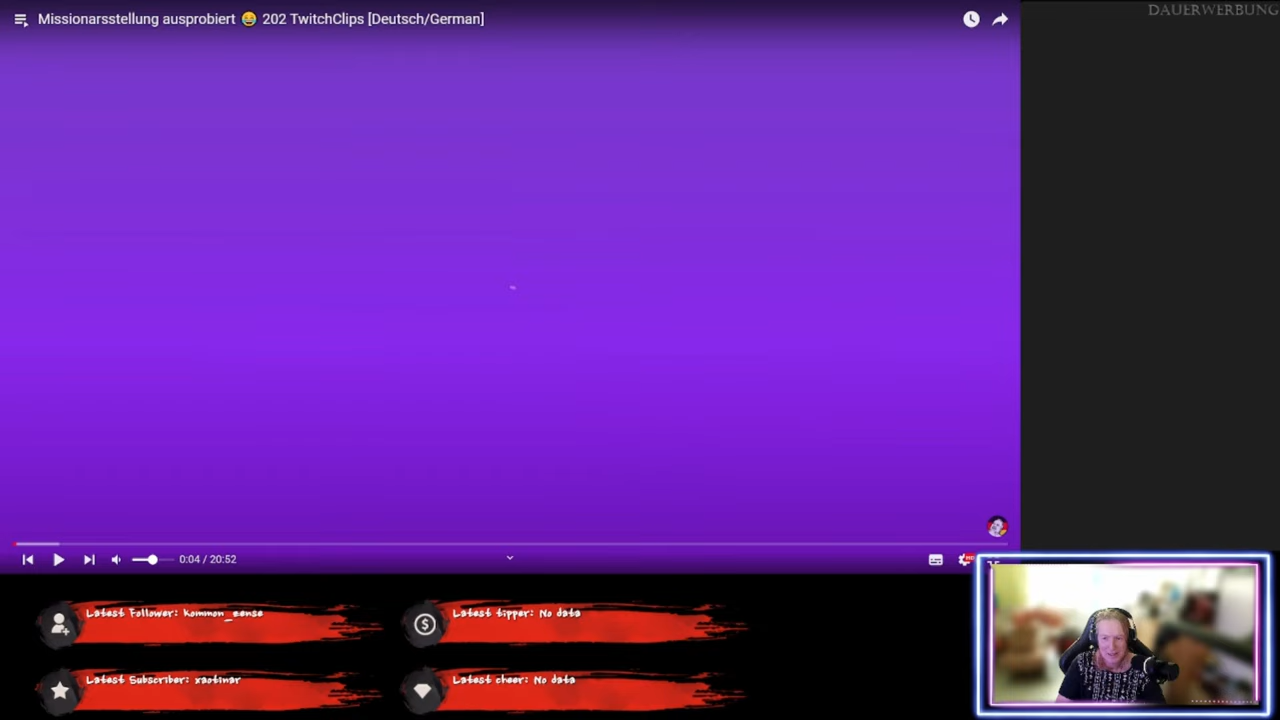 Missionarsstellung ausprobiert 😂 202 TwitchClips [Deutsch/German]
DAUERWERBUNG
0:04 / 20:52
Latest Follower: Kommon_sense
Latest tipper: No data
Latest Subscriber: xaotinar
Latest cheer: No data